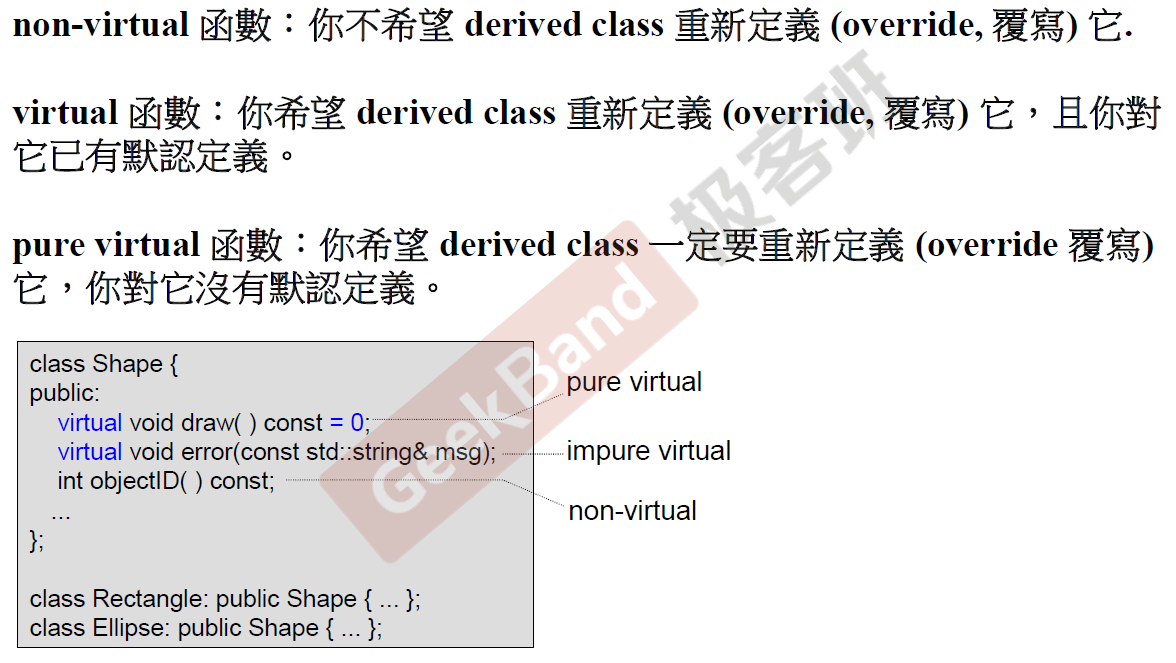 non-virtual 函數：你不希望 derived class 重新定義 (override, 覆寫) 它.
virtual 函數：你希望 derived class 重新定義 (override, 覆寫) 它，且你對
它已有默認定義。
pure virtual 函數：你希望 derived class 一定要重新定義 (override 覆寫)
它，你對它沒有默認定義。
class Shape {
public:
virtual void draw( ) const = 0;
pure virtual
virtual void error(const std::string& msg);
impure virtual
int objectID( ) const;
non-virtual
...
};
class Rectangle: public Shape { ... };
class Ellipse: public Shape { ... };
GeekBand 极客班